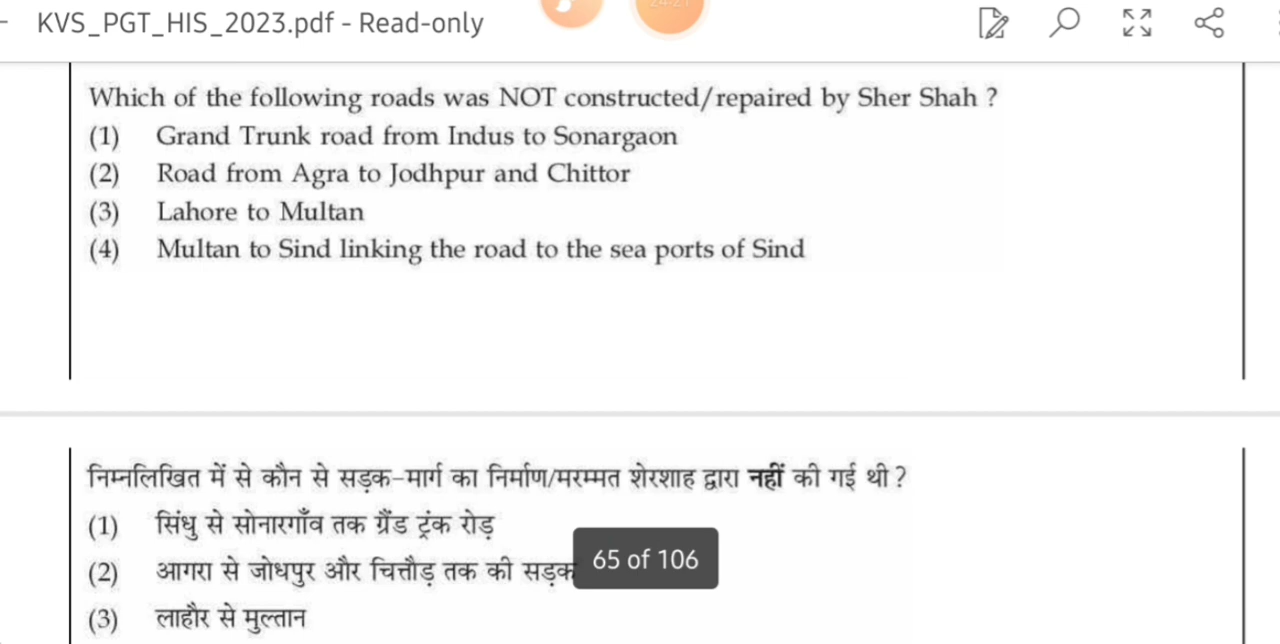 KVS_PGT_HIS_2023.pdf - Read-only
24:21
Which of the following roads was NOT constructed/repaired by Sher Shah ?
(1) Grand Trunk road from Indus to Sonargaon
(2) Road from Agra to Jodhpur and Chittor
(3) Lahore to Multan
(4) Multan to Sind linking the road to the sea ports of Sind
निम्नलिखित में से कौन से सड़क-मार्ग का निर्माण/मरम्मत शेरशाह द्वारा नहीं की गई थी ?
(1) सिंधु से सोनारगाँव तक ग्रैंड ट्रंक रोड़
(2) आगरा से जोधपुर और चित्तौड़ तक की सड़क
65 of 106
(3) लाहौर से मुल्तान